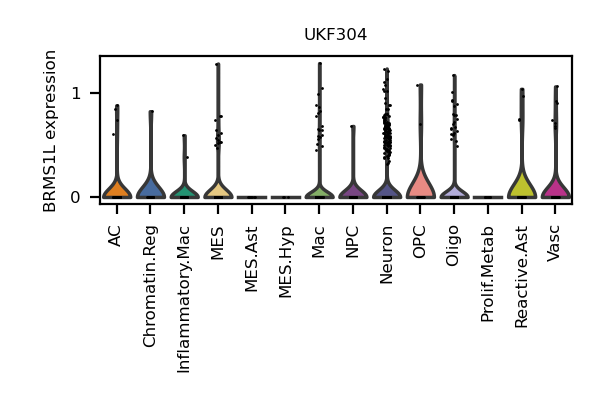 UKF304
BRMS1L expression
1
0
AC
Chromatin.Reg
Inflammatory.Mac
MES
MES.Ast
MES.Hyp
Mac
NPC
Neuron
OPC
Oligo
Prolif.Metab
Reactive.Ast
Vasc